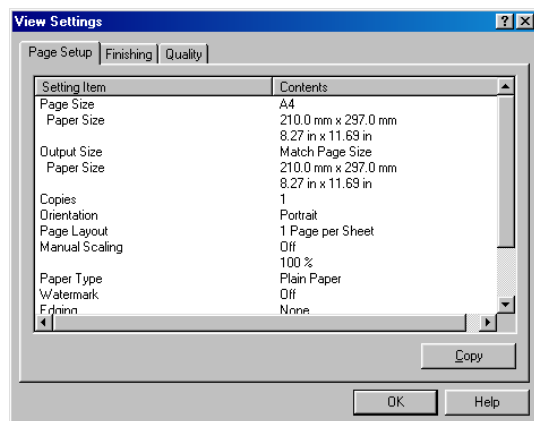 View Settings
Page Setup Finishing Quality
Setting Item Contents
Page Size A4
Paper Size 210.0 mm x 297.0 mm
8.27 in x 11.69 in
Output Size Match Page Size
Paper Size 210.0 mm x 297.0 mm
8.27 in x 11.69 in
Copies 1
Orientation Portrait
Page Layout 1 Page per Sheet
Manual Scaling Off
100 %
Paper Type Plain Paper
Watermark Off
Edging None
Copy
OK Help